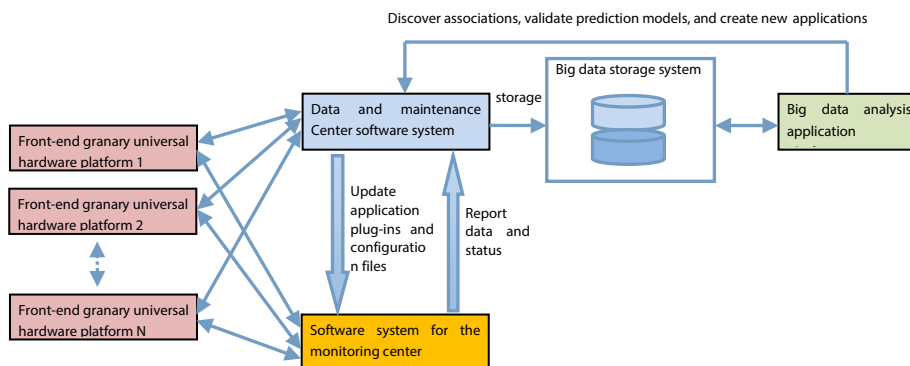 Discover associations, validate prediction models, and create new applications
Big data storage system
storage
Data and maintenance
Center software system
Big data analysis
application
Front-end granary universal
hardware platform 1
Front-end granary universal
hardware platform 2
Front-end granary universal
hardware platform N
Update
application
plug-ins and
configuratio
n files
Report
data and
status
Software system for the
monitoring center